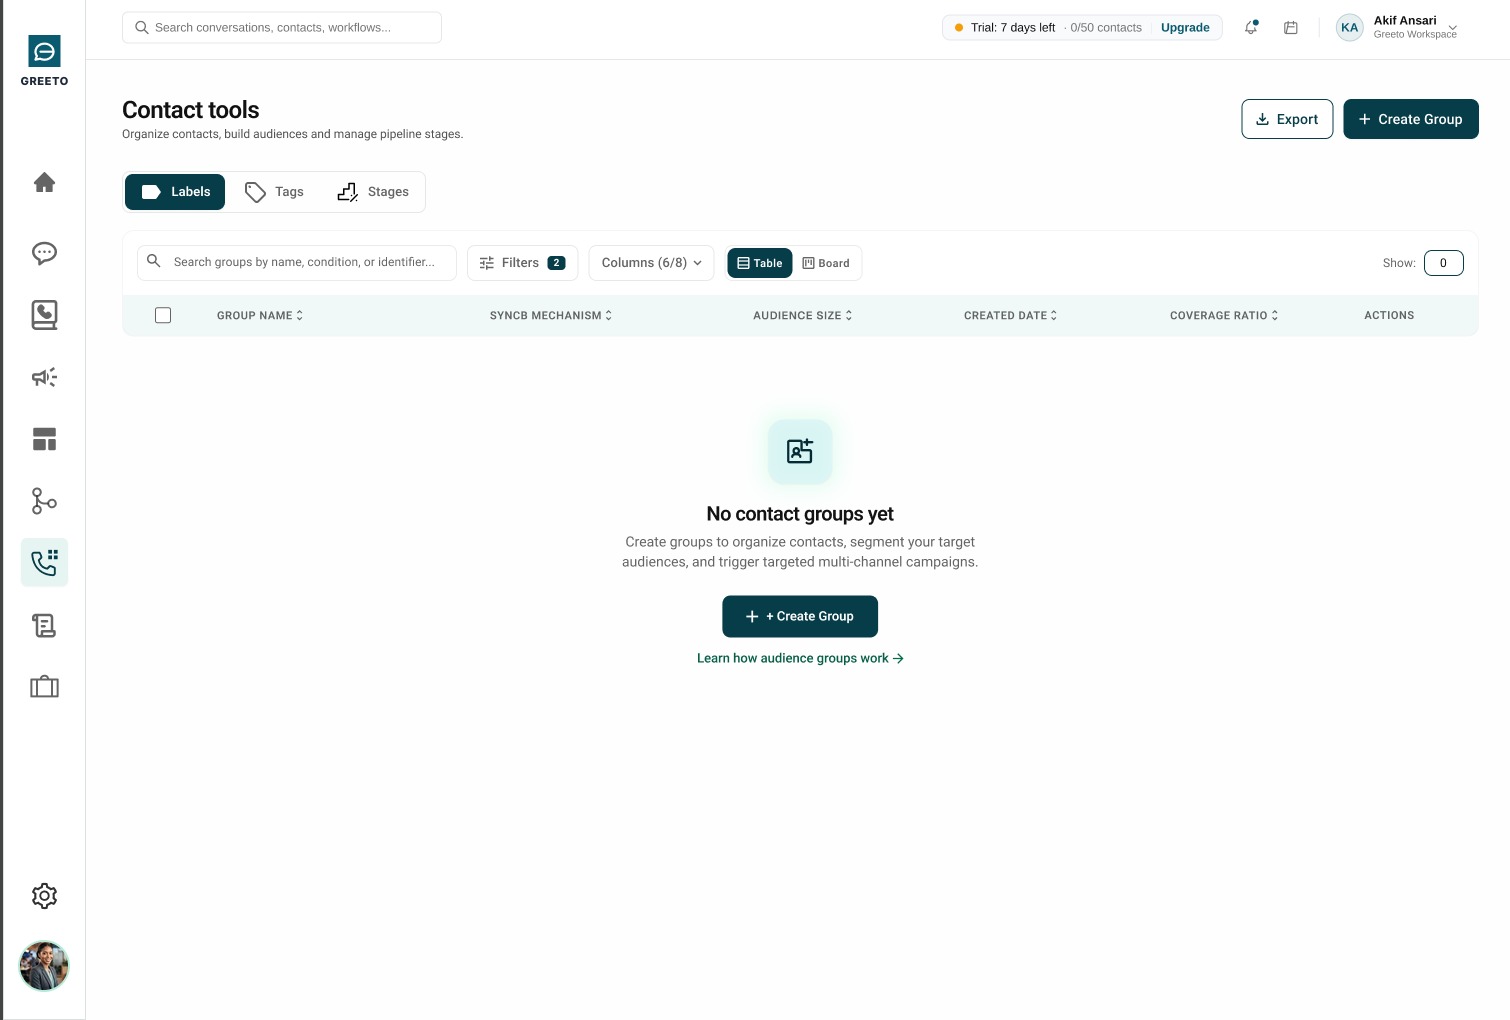 Search conversations, contacts, workflows...
Trial: 7 days left · 0/50 contacts Upgrade
KA
Akif Ansari
Greeto Workspace
GREETO
Contact tools
Organize contacts, build audiences and manage pipeline stages.
Export
+ Create Group
Labels
Tags
Stages
Search groups by name, condition, or identifier...
Filters 2
Columns (6/8)
Table
Board
Show: 0
GROUP NAME
SYNCB MECHANISM
AUDIENCE SIZE
CREATED DATE
COVERAGE RATIO
ACTIONS
No contact groups yet
Create groups to organize contacts, segment your target
audiences, and trigger targeted multi-channel campaigns.
+ + Create Group
Learn how audience groups work →